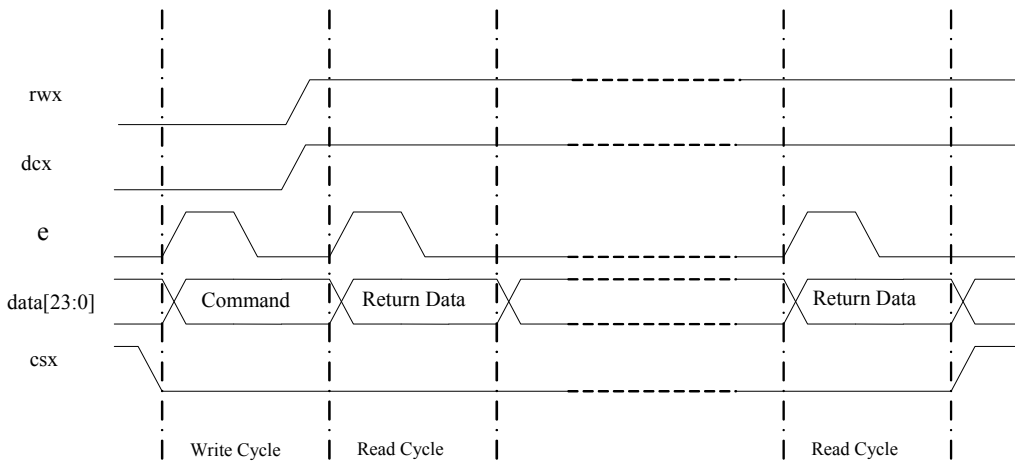 rwx
dcx
e
data[23:0]
Command
Return Data
Return Data
csx
Write Cycle
Read Cycle
Read Cycle